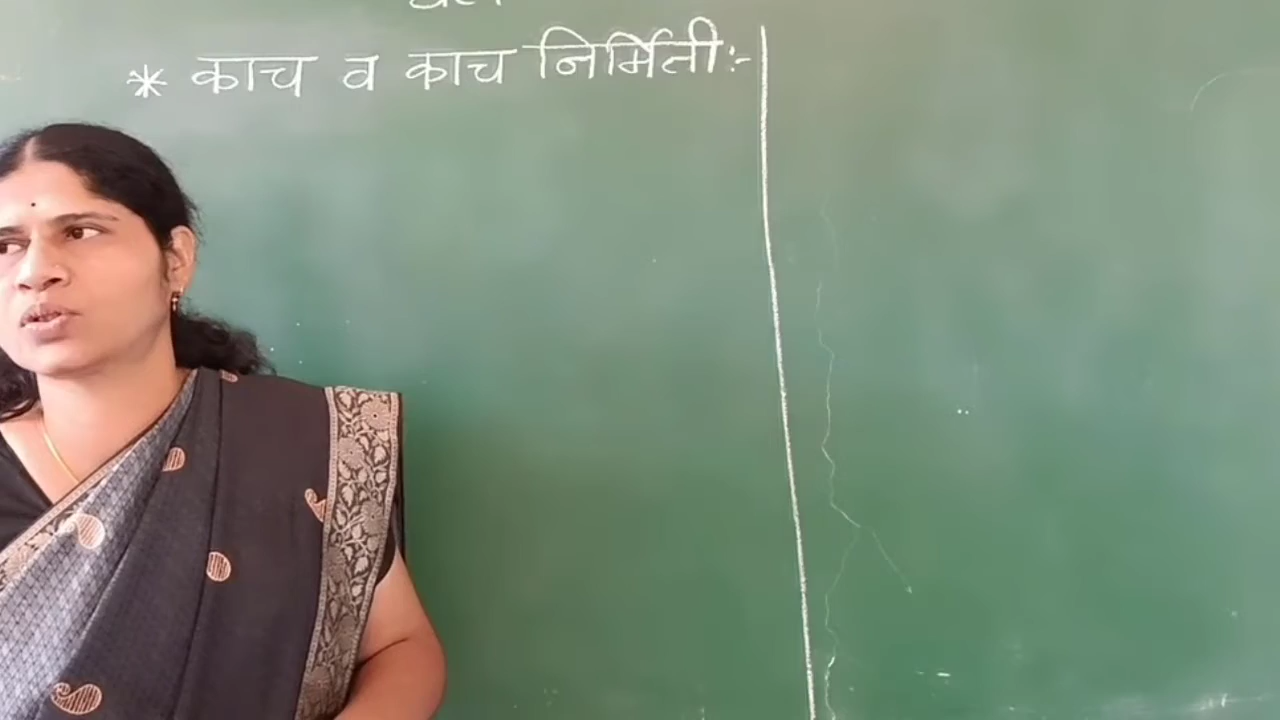 * काच व काच निर्मिती:-